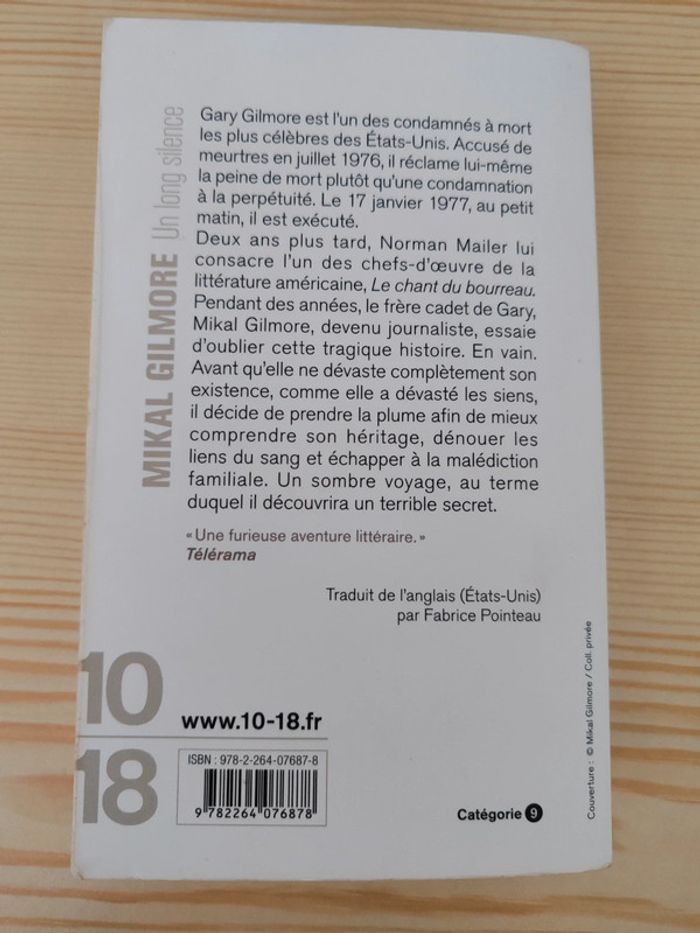 MIKAL GILMORE Un long silence
Gary Gilmore est l'un des condamnés à mort
les plus célèbres des États-Unis. Accusé de
meurtres en juillet 1976, il réclame lui-même
la peine de mort plutôt qu'une condamnation
à la perpétuité. Le 17 janvier 1977, au petit
matin, il est exécuté.
Deux ans plus tard, Norman Mailer lui
consacre l'un des chefs-d'œuvre de la
littérature américaine, Le chant du bourreau.
Pendant des années, le frère cadet de Gary,
Mikal Gilmore, devenu journaliste, essaie
d'oublier cette tragique histoire. En vain.
Avant qu'elle ne dévaste complètement son
existence, comme elle a dévasté les siens,
il décide de prendre la plume afin de mieux
comprendre son héritage, dénouer les
liens du sang et échapper à la malédiction
familiale. Un sombre voyage, au terme
duquel il découvrira un terrible secret.
« Une furieuse aventure littéraire. »
Télérama
Traduit de l'anglais (États-Unis)
par Fabrice Pointeau
10
18
www.10-18.fr
ISBN : 978-2-264-07687-8
9 782264 076878
Catégorie 9
Couverture : © Mikal Gilmore / Coll. privée